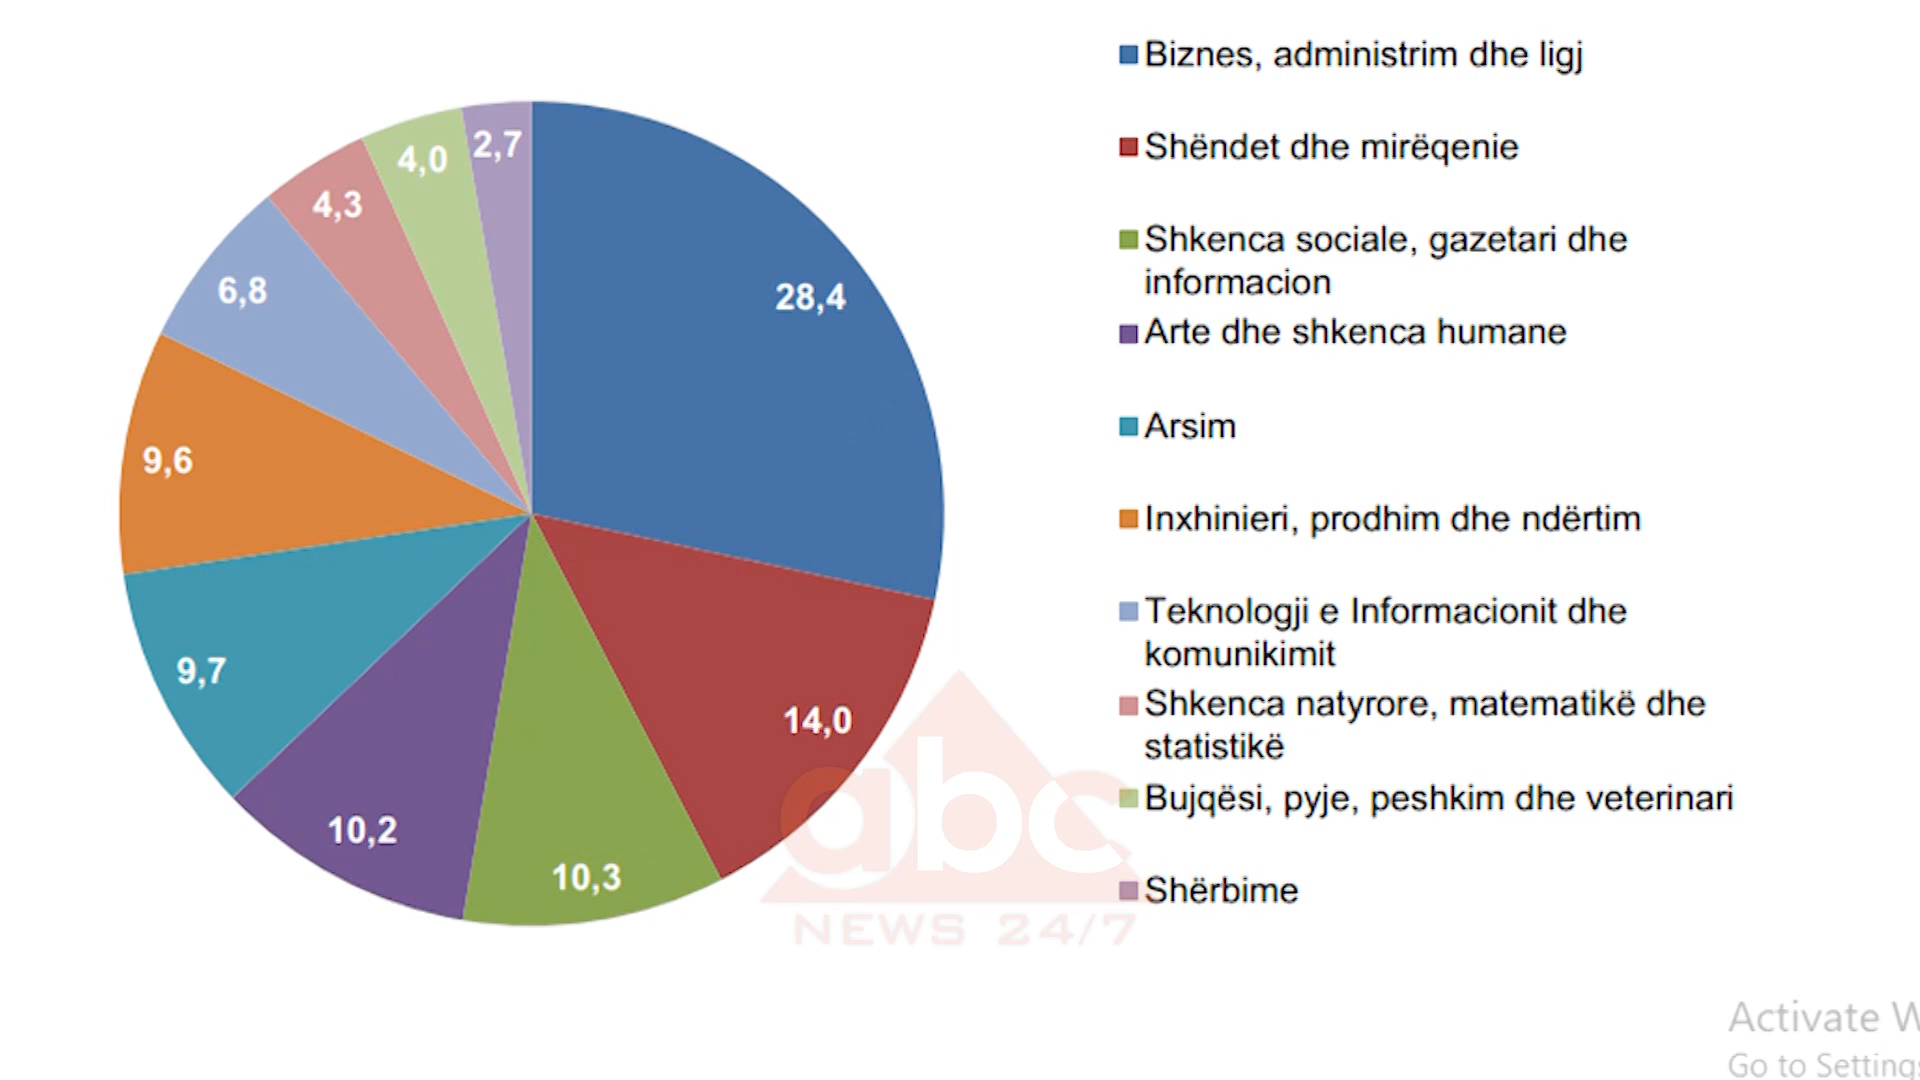 Biznes, administrim dhe ligj
Shëndet dhe mirëqenie
Shkenca sociale, gazetari dhe
informacion
Arte dhe shkenca humane
Arsim
Inxhinieri, prodhim dhe ndërtim
Teknologji e Informacionit dhe
komunikimit
Shkenca natyrore, matematikë dhe
statistikë
Bujqësi, pyje, peshkim dhe veterinari
Shërbime
2,7
4,0
4,3
28,4
6,8
9,6
9,7
14,0
10,2
10,3
abc
NEWS 24/7
Activate W
Go to Settings